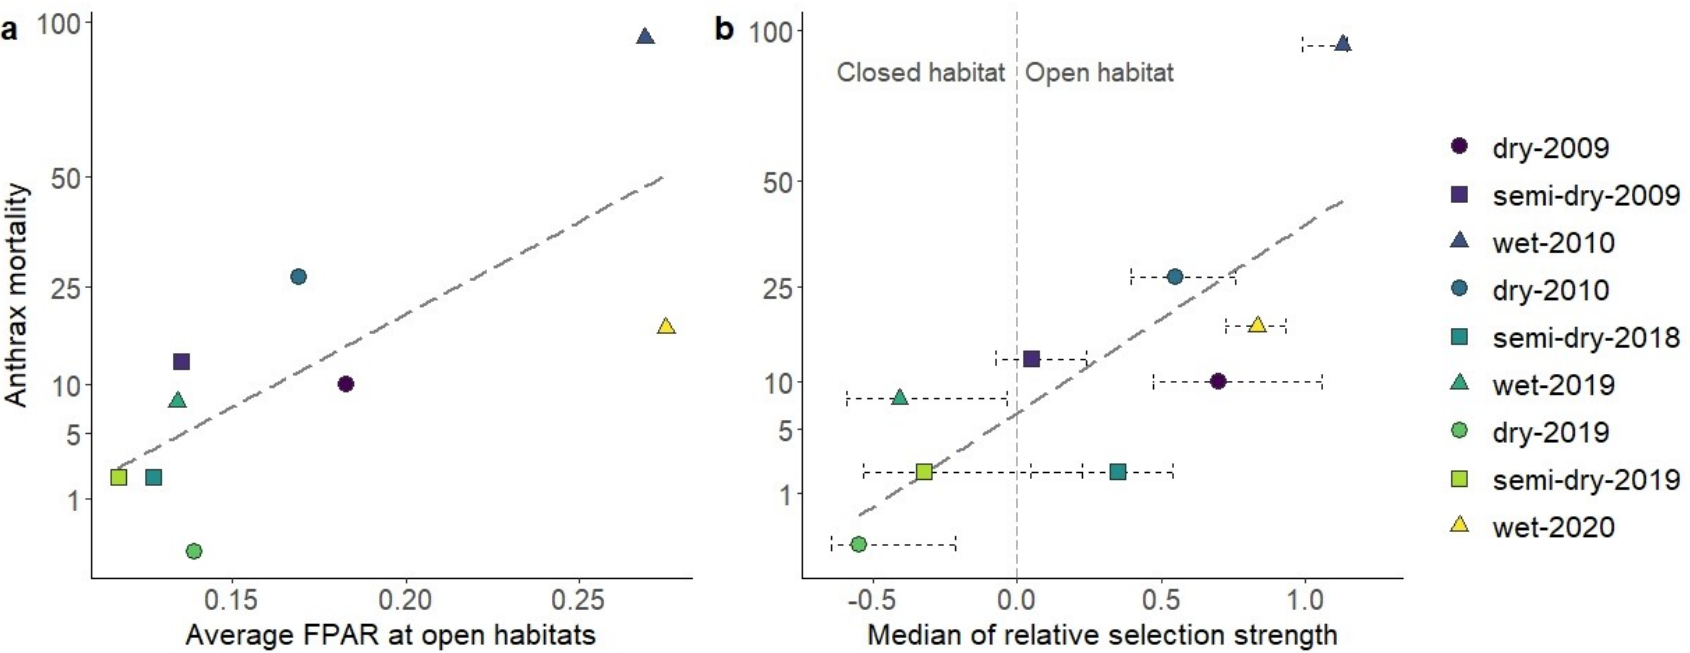 a
Anthrax mortality
100
50
25
10
5
1
0.15
0.20
0.25
Average FPAR at open habitats
b
100
50
25
10
5
1
Closed habitat
Open habitat
-0.5
0.0
0.5
1.0
Median of relative selection strength
dry-2009
semi-dry-2009
wet-2010
dry-2010
semi-dry-2018
wet-2019
dry-2019
semi-dry-2019
wet-2020